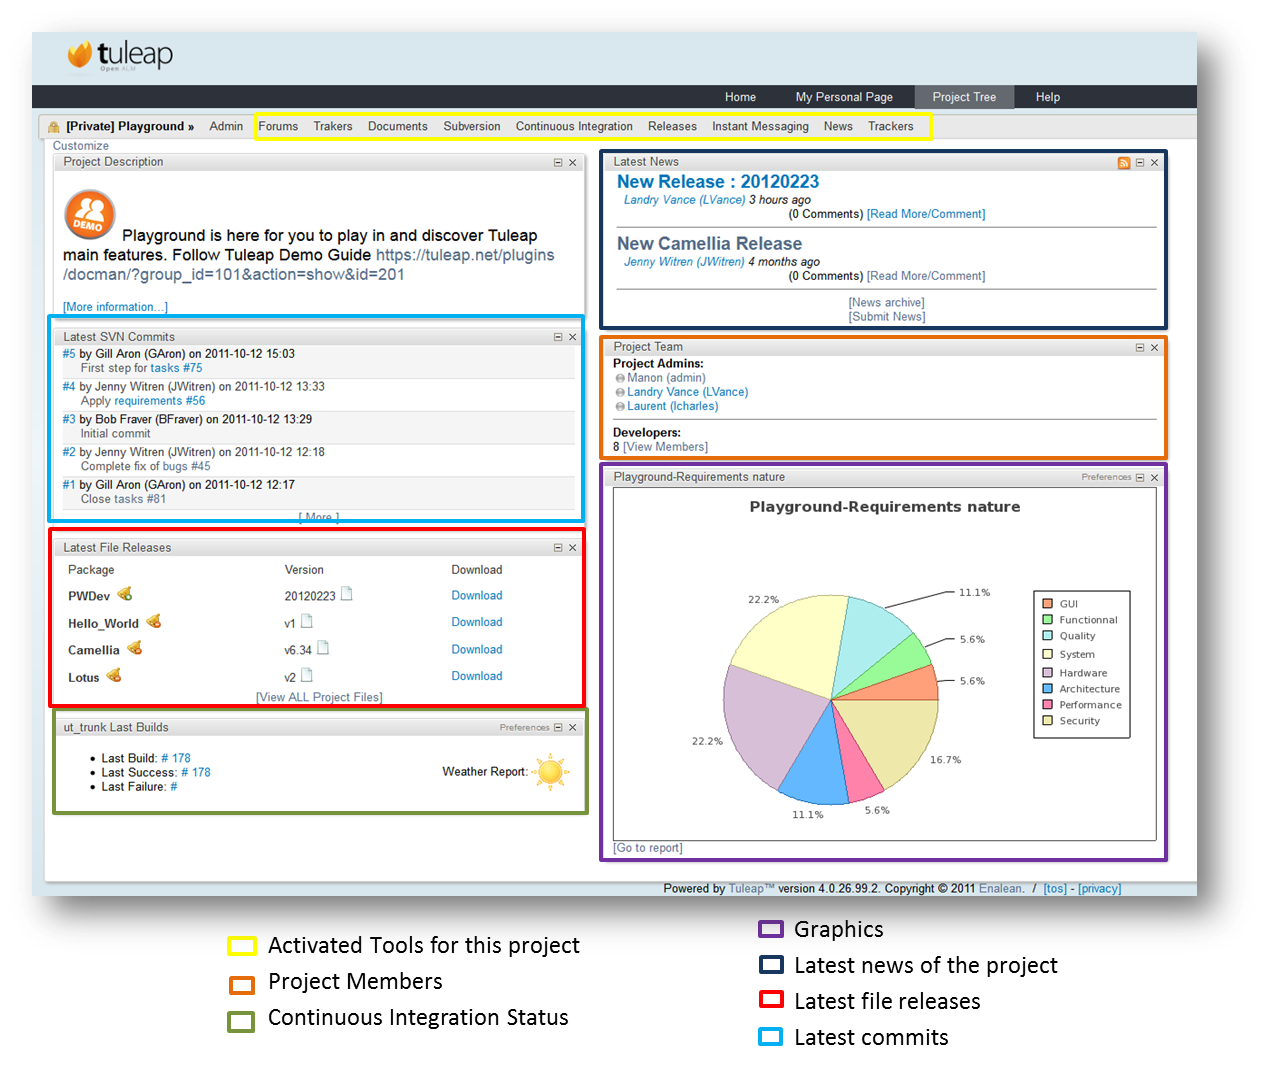 tuleap
Open ALM
Home My Personal Page Project Tree Help
[Private] Playground » Admin Forums Trakers Documents Subversion Continuous Integration Releases Instant Messaging News Trackers
Customize
Project Description
DEMO
Playground is here for you to play in and discover Tuleap
main features. Follow Tuleap Demo Guide https://tuleap.net/plugins
/docman/?group_id=101&action=show&id=201
[More information...]
Latest SVN Commits
#5 by Gill Aron (GAron) on 2011-10-12 15:03
First step for tasks #75
#4 by Jenny Witren (JWitren) on 2011-10-12 13:33
Apply requirements #56
#3 by Bob Fraver (BFraver) on 2011-10-12 13:29
Initial commit
#2 by Jenny Witren (JWitren) on 2011-10-12 12:18
Complete fix of bugs #45
#1 by Gill Aron (GAron) on 2011-10-12 12:17
Close tasks #81
[ More ]
Latest File Releases
Package Version Download
PWDev 20120223 Download
Hello_World v1 Download
Camellia v6.34 Download
Lotus v2 Download
[View ALL Project Files]
ut_trunk Last Builds Preferences
Last Build: # 178
Last Success: # 178
Last Failure: #
Weather Report:
Latest News
New Release : 20120223
Landry Vance (LVance) 3 hours ago
(0 Comments) [Read More/Comment]
New Camellia Release
Jenny Witren (JWitren) 4 months ago
(0 Comments) [Read More/Comment]
[News archive]
[Submit News]
Project Team
Project Admins:
Manon (admin)
Landry Vance (LVance)
Laurent (lcharles)
Developers:
8 [View Members]
Playground-Requirements nature Preferences
Playground-Requirements nature
22.2%
11.1%
5.6%
5.6%
22.2%
16.7%
11.1%
5.6%
GUI
Functionnal
Quality
System
Hardware
Architecture
Performance
Security
[Go to report]
Powered by Tuleap™ version 4.0.26.99.2. Copyright © 2011 Enalean. / [tos] - [privacy]
Activated Tools for this project
Project Members
Continuous Integration Status
Graphics
Latest news of the project
Latest file releases
Latest commits